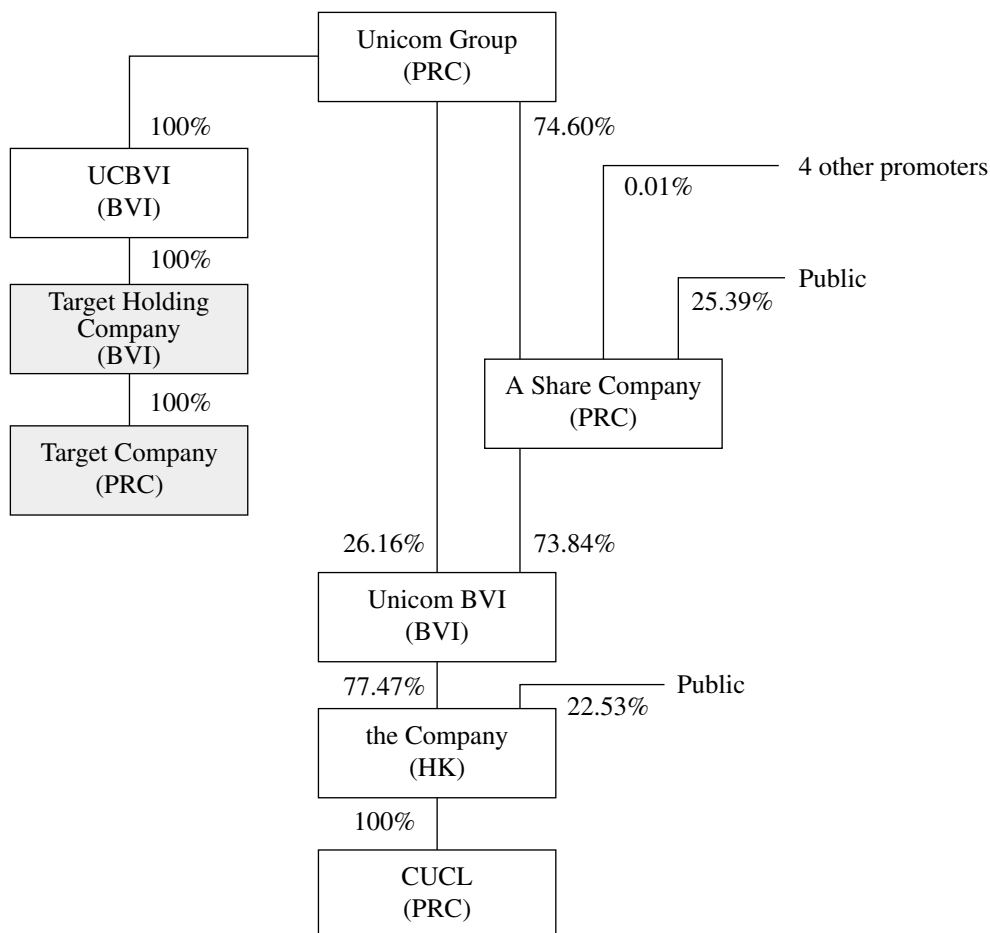 Unicom Group
(PRC)
100%
74.60%
4 other promoters
0.01%
UCBVI
(BVI)
100%
Public
25.39%
Target Holding
Company
(BVI)
A Share Company
(PRC)
100%
Target Company
(PRC)
26.16%
73.84%
Unicom BVI
(BVI)
77.47%
Public
22.53%
the Company
(HK)
100%
CUCL
(PRC)